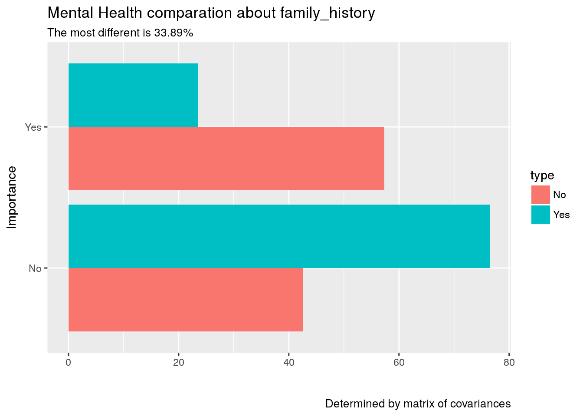 Mental Health comparation about family_history
The most different is 33.89%
Importance
Yes
No
0
20
40
60
80
type
No
Yes
Determined by matrix of covariances